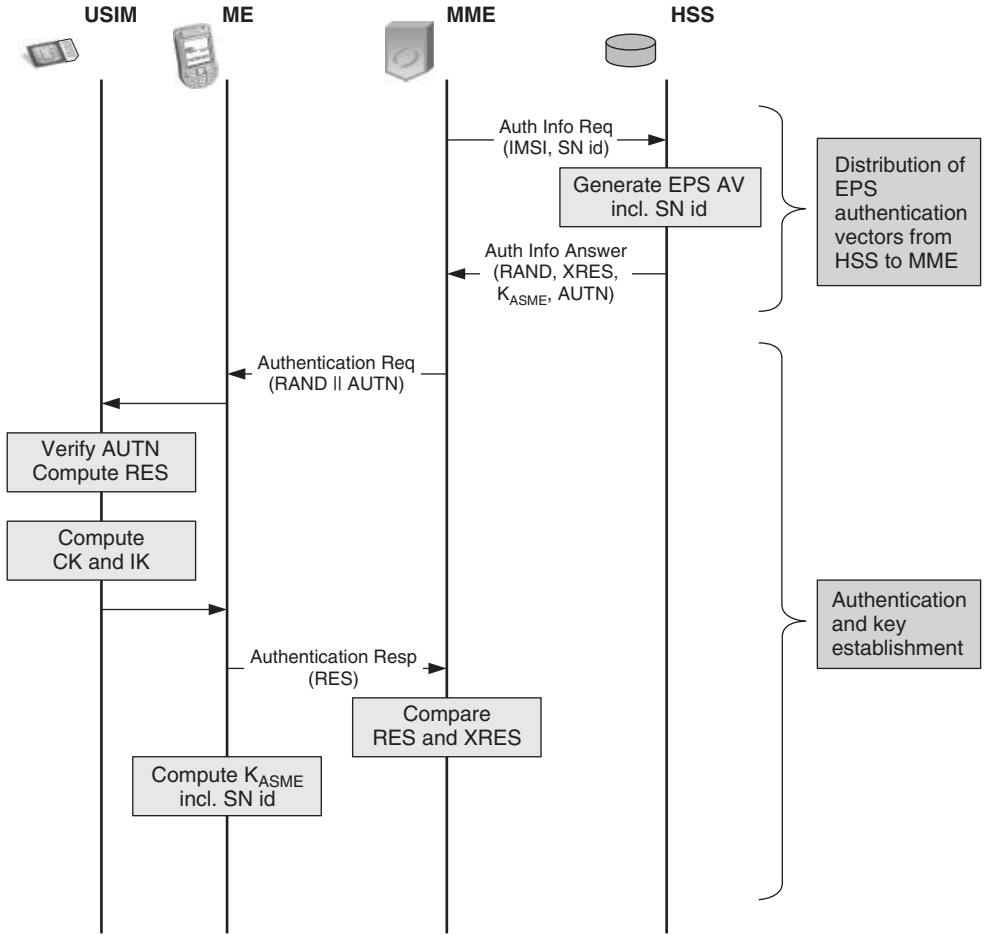 USIM
ME
MME
HSS
Auth Info Req
(IMSI, SN id)
Generate EPS AV
incl. SN id
Distribution of
EPS
authentication
vectors from
HSS to MME
Auth Info Answer
(RAND, XRES,
K_ASME, AUTN)
Authentication Req
(RAND || AUTN)
Verify AUTN
Compute RES
Compute
CK and IK
Authentication
and key
establishment
Authentication Resp
(RES)
Compare
RES and XRES
Compute K_ASME
incl. SN id